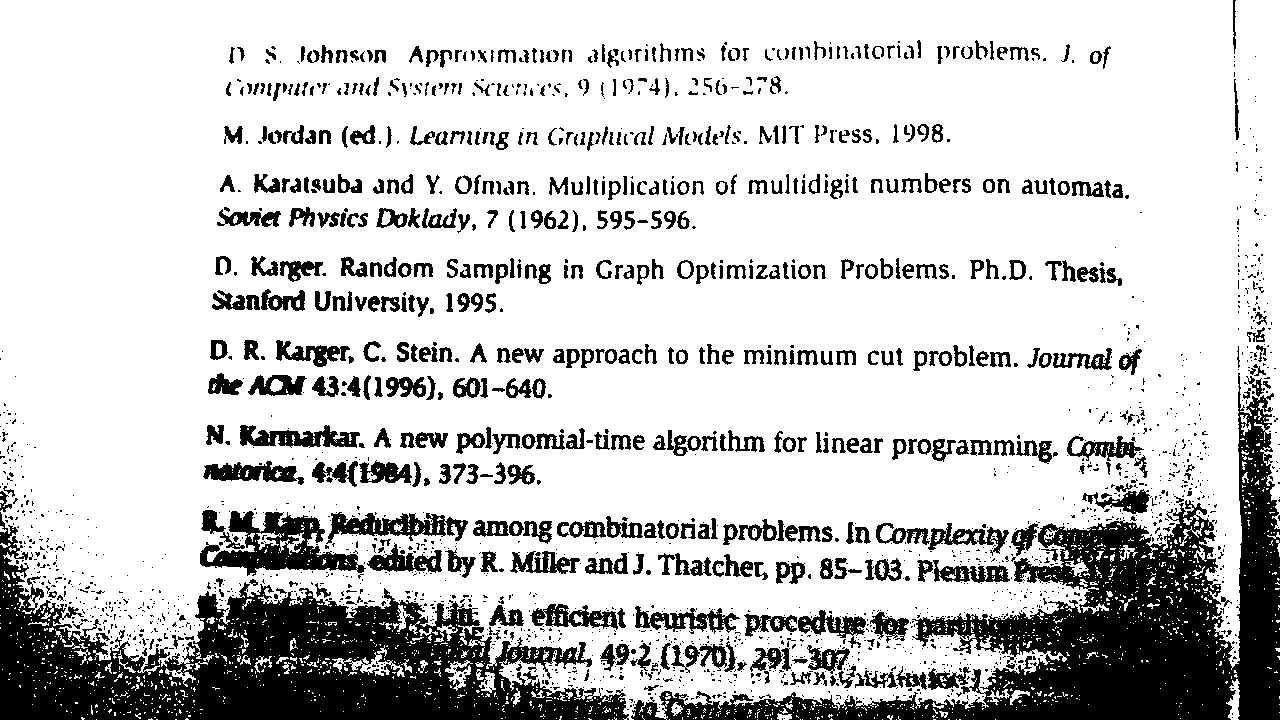 D. S. Johnson Approximation algorithms for combinatorial problems. J. of
Computer and System Sciences, 9 (1974), 256–278.
M. Jordan (ed.). Learning in Graphical Models. MIT Press, 1998.
A. Karatsuba and Y. Ofman. Multiplication of multidigit numbers on automata.
Soviet Physics Doklady, 7 (1962), 595–596.
D. Karger. Random Sampling in Graph Optimization Problems. Ph.D. Thesis,
Stanford University, 1995.
D. R. Karger, C. Stein. A new approach to the minimum cut problem. Journal of
the ACM 43:4(1996), 601–640.
N. Karmarkar. A new polynomial-time algorithm for linear programming. Combi-
natorica, 4:4(1984), 373–396.
R. M. Karp, Reducibility among combinatorial problems. In Complexity of Computer
Computations, edited by R. Miller and J. Thatcher, pp. 85–103. Plenum Press,
S. Lin. An efficient heuristic procedure for partitioning
Journal, 49:2 (1970), 291–307
to Computer